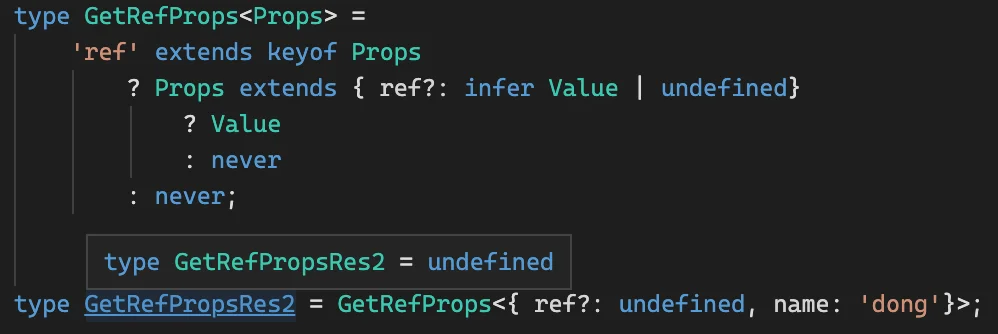 type GetRefProps<Props> =
    'ref' extends keyof Props
        ? Props extends { ref?: infer Value | undefined}
            ? Value
            : never
        : never;
type GetRefPropsRes2 = undefined
type GetRefPropsRes2 = GetRefProps<{ ref?: undefined, name: 'dong'}>;